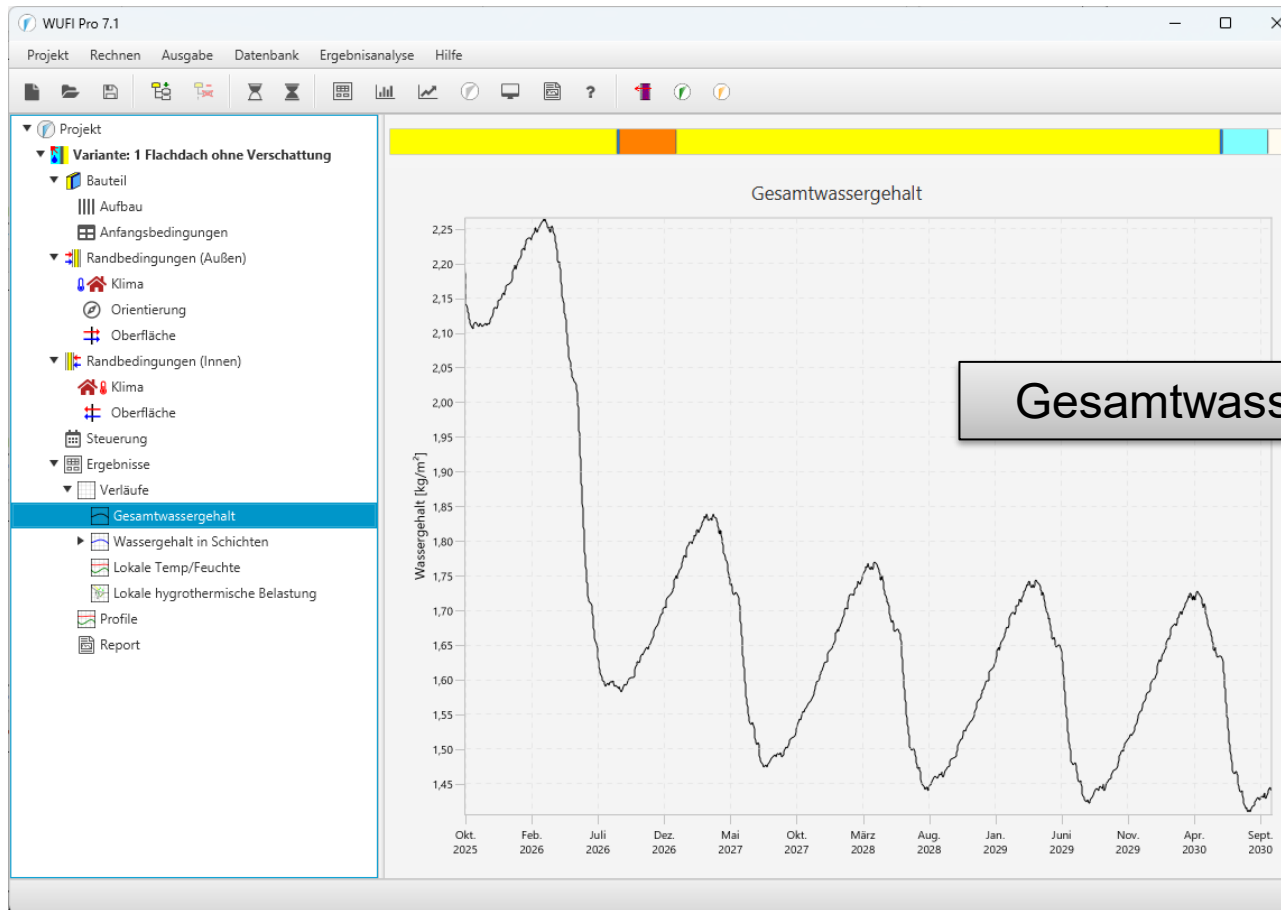 WUFI Pro 7.1
Projekt Rechnen Ausgabe Datenbank Ergebnisanalyse Hilfe
?
Projekt
Variante: 1 Flachdach ohne Verschattung
Bauteil
Aufbau
Anfangsbedingungen
Randbedingungen (Außen)
Klima
Orientierung
Oberfläche
Randbedingungen (Innen)
Klima
Oberfläche
Steuerung
Ergebnisse
Verläufe
Gesamtwassergehalt
Wassergehalt in Schichten
Lokale Temp/Feuchte
Lokale hygrothermische Belastung
Profile
Report
Gesamtwassergehalt
Wassergehalt [kg/m²]
2,25
2,20
2,15
2,10
2,05
2,00
1,95
1,90
1,85
1,80
1,75
1,70
1,65
1,60
1,55
1,50
1,45
Okt. Feb. Juli Dez. Mai Okt. März Aug. Jan. Juni Nov. Apr. Sept.
2025 2026 2026 2026 2027 2027 2028 2028 2029 2029 2029 2030 2030
Gesamtwass